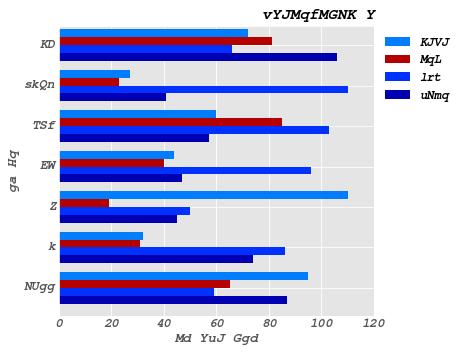 vYJMqfMGNK Y
KJVJ
MqL
lrt
uNmq
ga Hq
KD
skQn
TSf
EW
Z
k
NUgg
0 20 40 60 80 100 120
Md YuJ Ggd